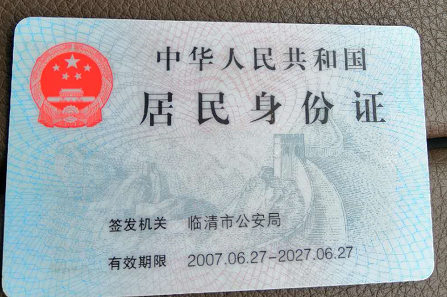 中华人民共和国
居民身份证
签发机关 临清市公安局
有效期限 2007.06.27-2027.06.27